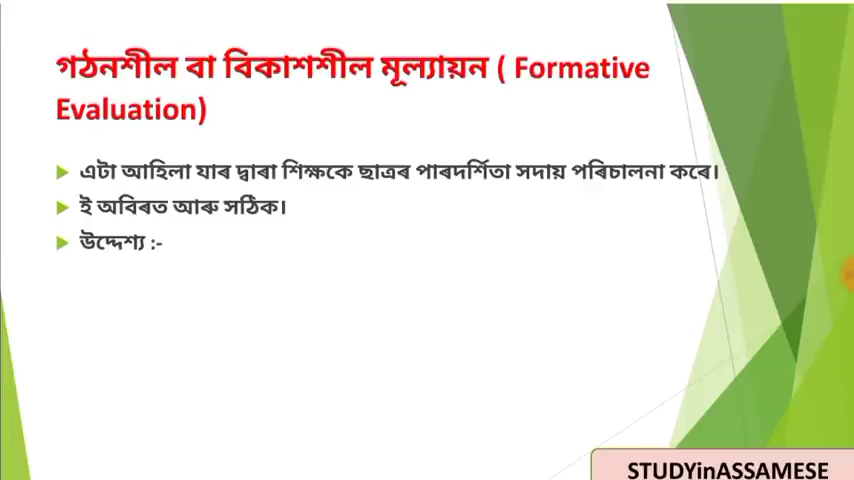 গঠনশীল বা বিকাশশীল মূল্যায়ন ( Formative
Evaluation)
এটা আহিলা যাৰ দ্বাৰা শিক্ষকে ছাত্ৰৰ পাৰদৰ্শিতা সদায় পৰিচালনা কৰে।
ই অবিৰত আৰু সঠিক।
উদ্দেশ্য :-
STUDYinASSAMESE